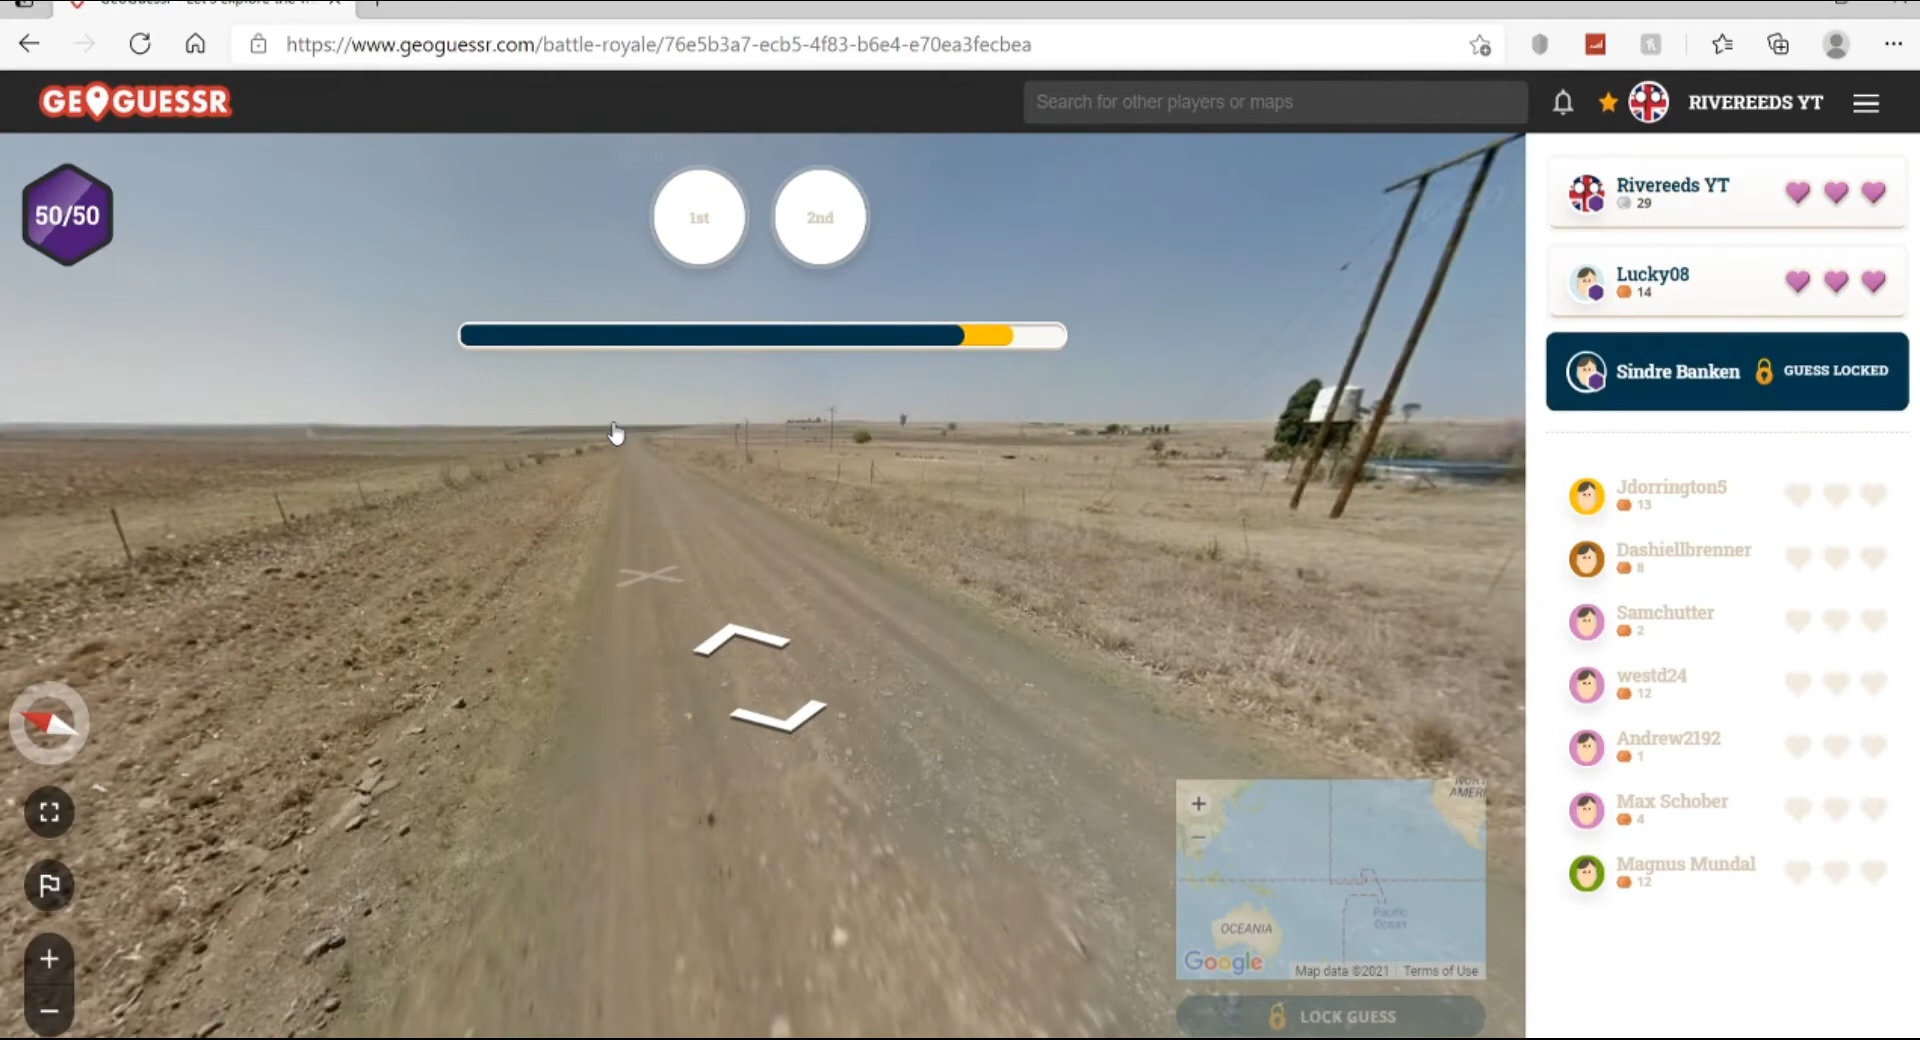 https://www.geoguessr.com/battle-royale/76e5b3a7-ecb5-4f83-b6e4-e70ea3fecbea
GEOGUESSR
Search for other players or maps
RIVEREEDS YT
50/50
1st
2nd
Rivereeds YT
29
Lucky08
14
Sindre Banken
GUESS LOCKED
Jdorrington5
13
Dashiellbrenner
8
Samchutter
2
westd24
12
Andrew2192
1
Max Schober
4
Magnus Mundal
12
AMERI
OCEANIA
Pacific
Ocean
Google
Map data ©2021
Terms of Use
LOCK GUESS